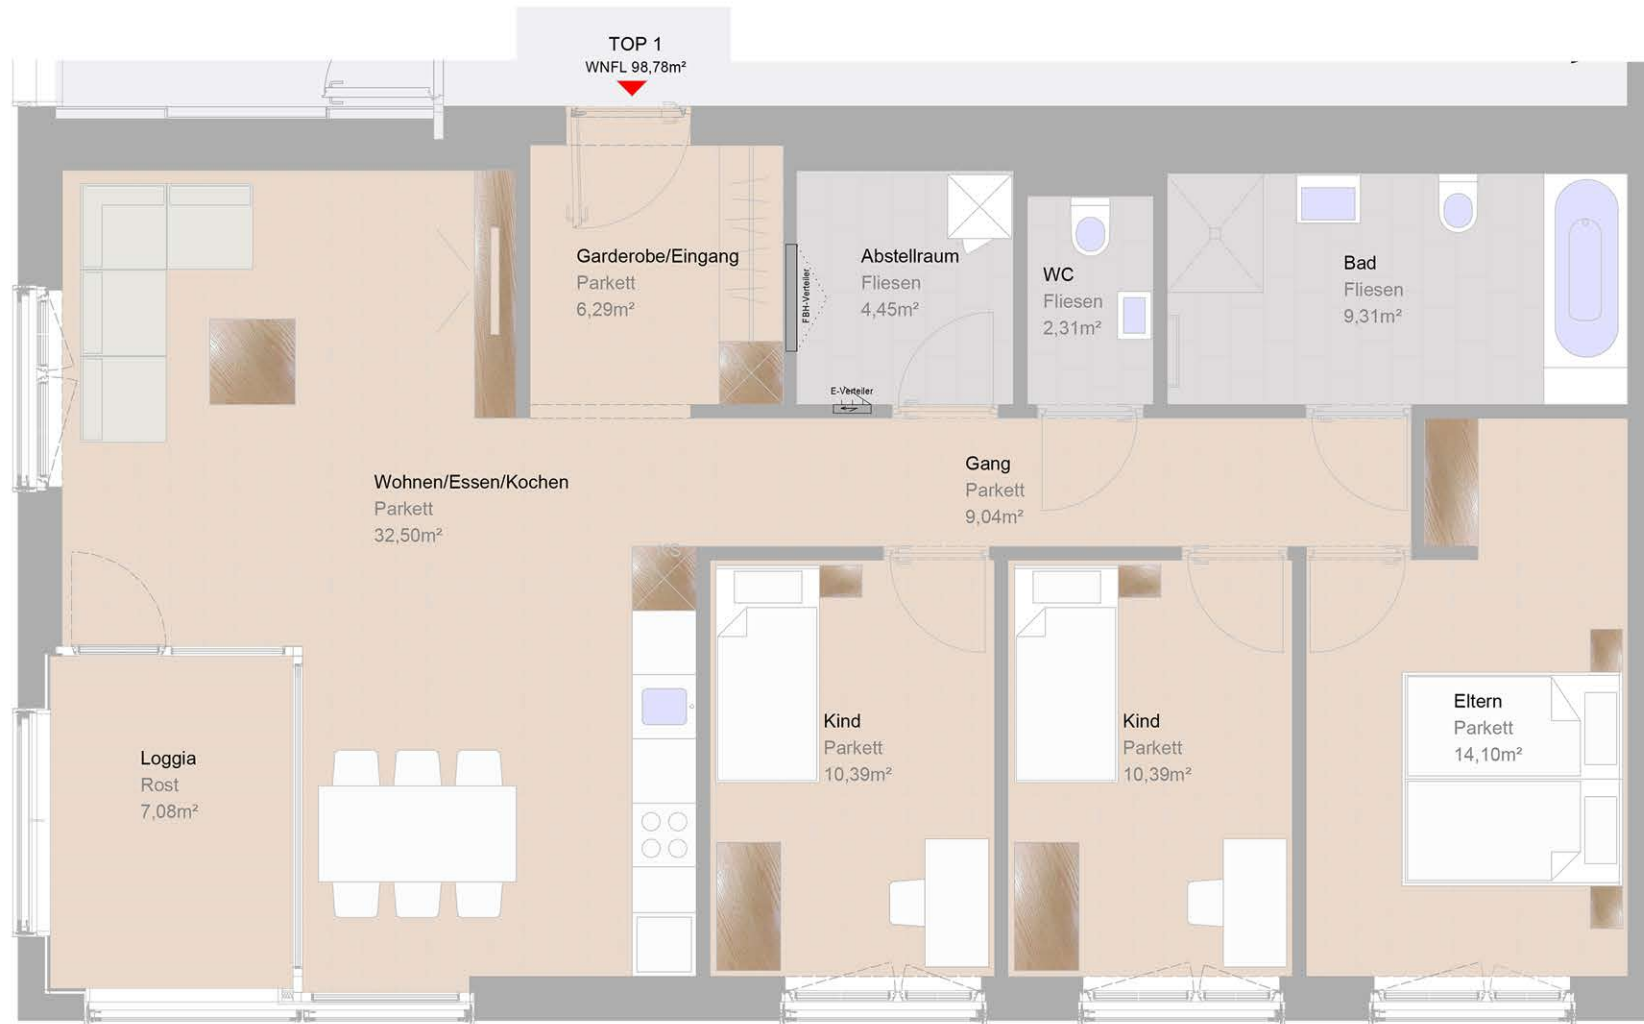 TOP 1
WNFL 98,78m²
Garderobe/Eingang
Parkett
6,29m²
FBH-Verteiler
Abstellraum
Fliesen
4,45m²
E-Verteiler
WC
Fliesen
2,31m²
Bad
Fliesen
9,31m²
Wohnen/Essen/Kochen
Parkett
32,50m²
Gang
Parkett
9,04m²
KS
Loggia
Rost
7,08m²
Kind
Parkett
10,39m²
Kind
Parkett
10,39m²
Eltern
Parkett
14,10m²